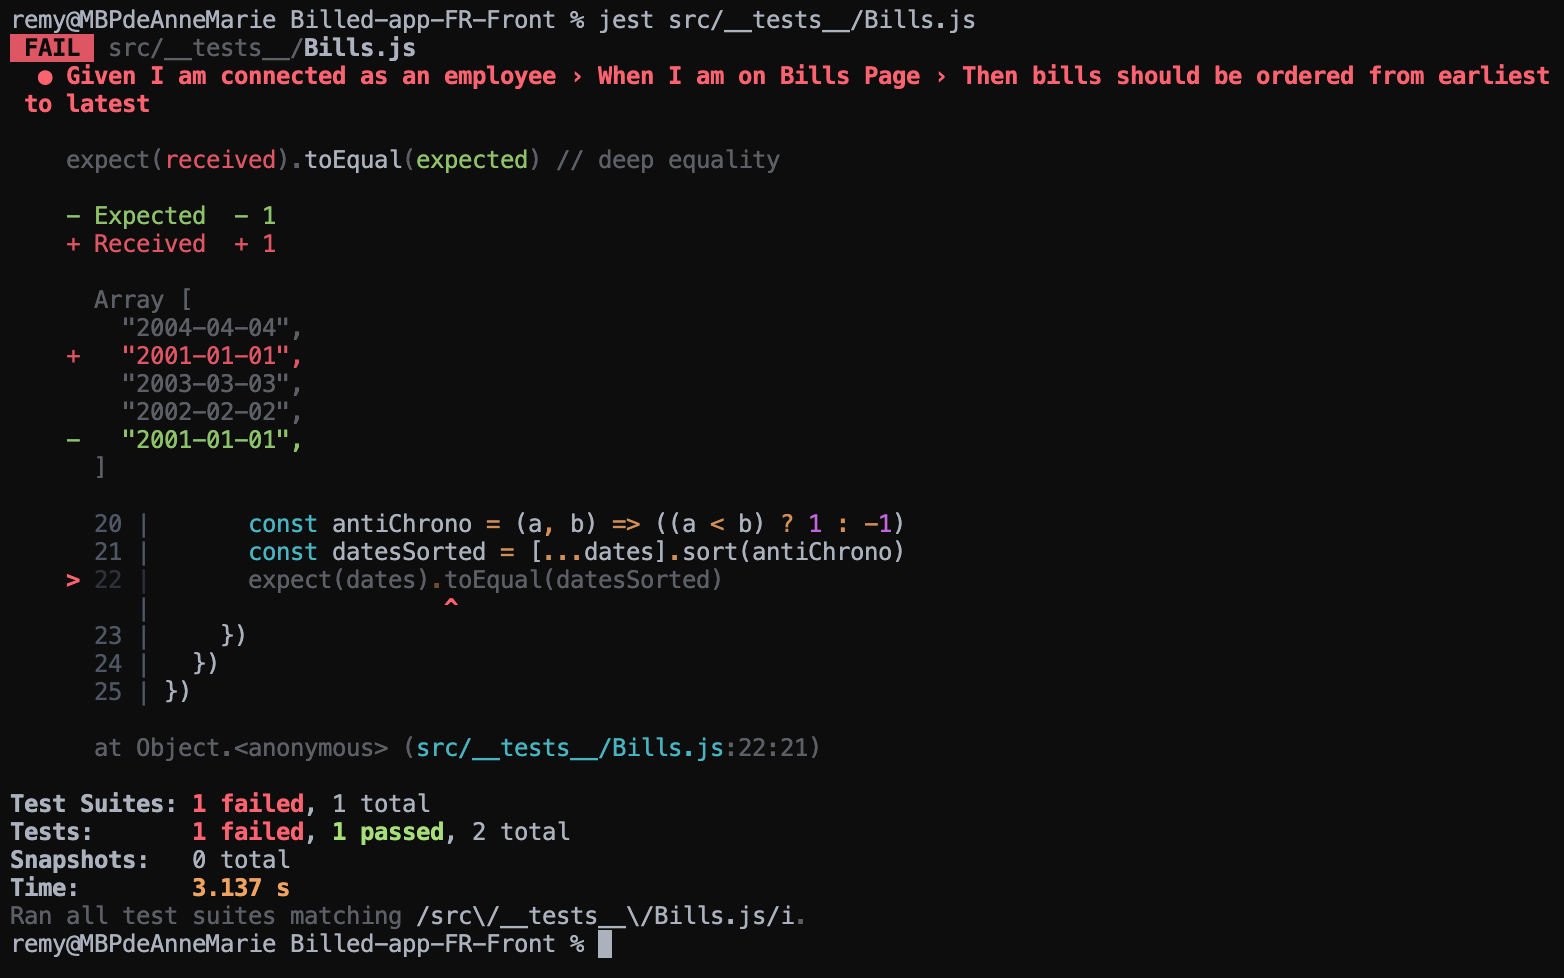 remy@MBPdeAnneMarie Billed-app-FR-Front % jest src/__tests__/Bills.js
FAIL src/__tests__/Bills.js
● Given I am connected as an employee › When I am on Bills Page › Then bills should be ordered from earliest
to latest
expect(received).toEqual(expected) // deep equality
- Expected  - 1
+ Received  + 1
Array [
"2004-04-04",
+   "2001-01-01",
"2003-03-03",
"2002-02-02",
-   "2001-01-01",
]
20 |       const antiChrono = (a, b) => ((a < b) ? 1 : -1)
21 |       const datesSorted = [...dates].sort(antiChrono)
> 22 |       expect(dates).toEqual(datesSorted)
|                     ^
23 |     })
24 |   })
25 | })
at Object.<anonymous> (src/__tests__/Bills.js:22:21)
Test Suites: 1 failed, 1 total
Tests:       1 failed, 1 passed, 2 total
Snapshots:   0 total
Time:        3.137 s
Ran all test suites matching /src\/__tests__\/Bills.js/i.
remy@MBPdeAnneMarie Billed-app-FR-Front %